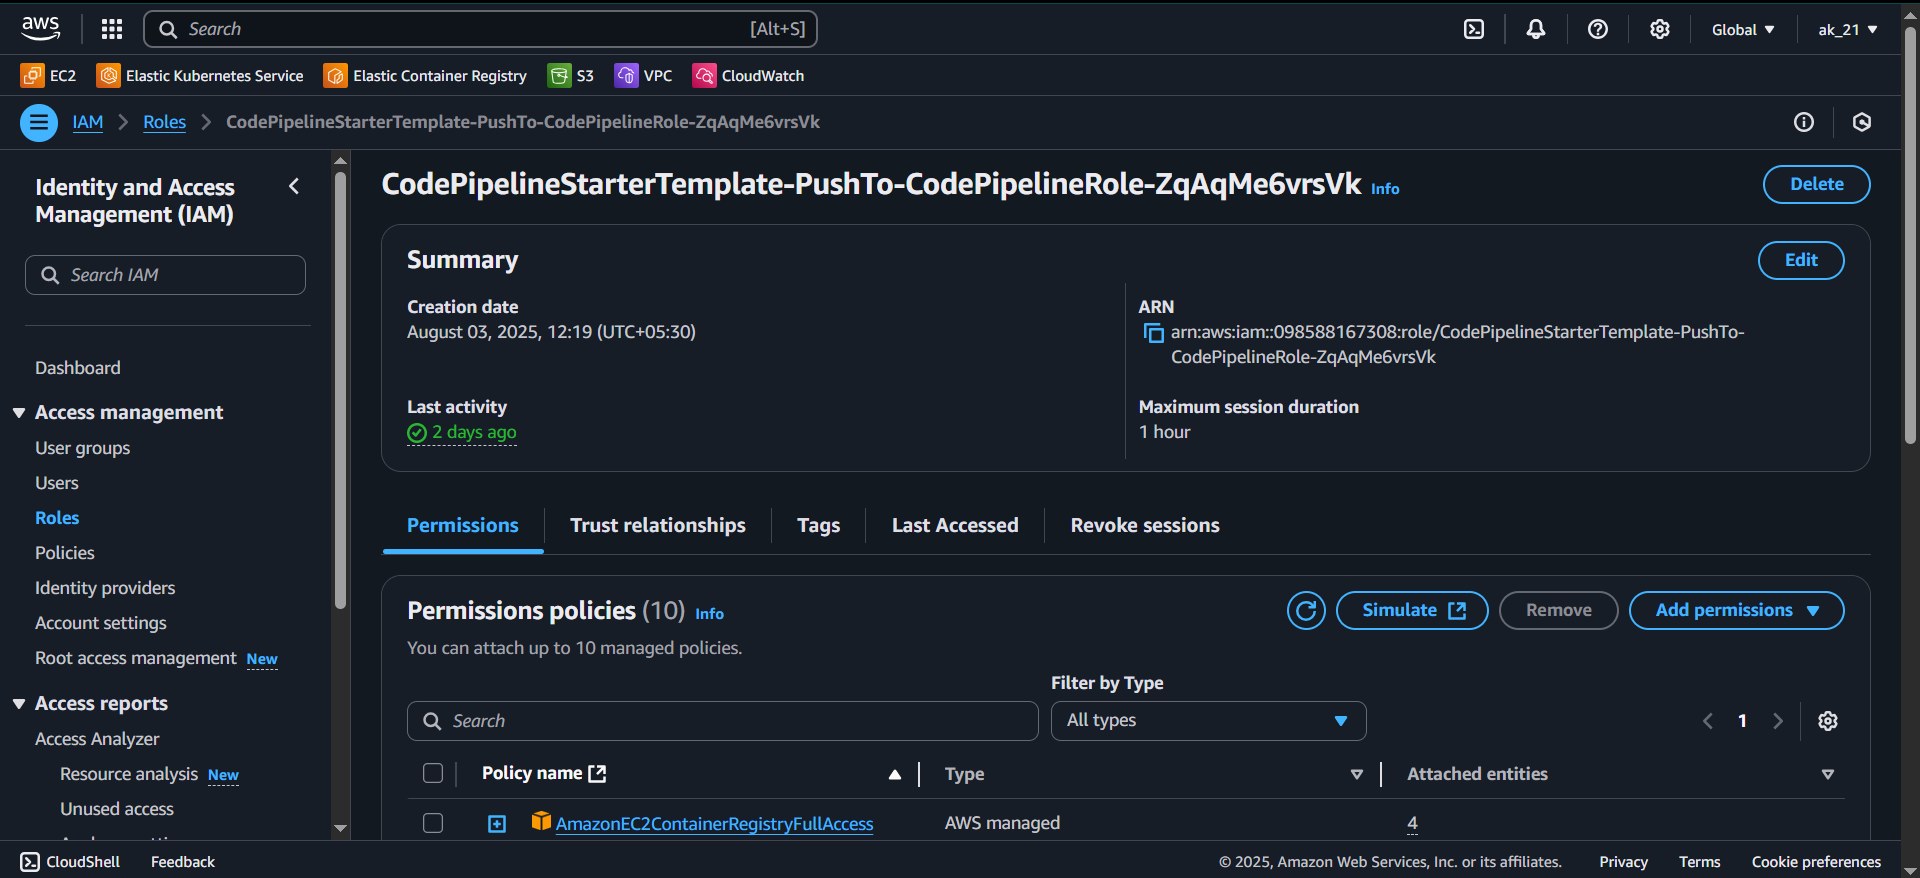 aws
Search [Alt+S]
Global ▼
ak_21 ▼
EC2
Elastic Kubernetes Service
Elastic Container Registry
S3
VPC
CloudWatch
IAM > Roles > CodePipelineStarterTemplate-PushTo-CodePipelineRole-ZqAqMe6vrsVk
Identity and Access
Management (IAM)
Search IAM
Dashboard
Access management
User groups
Users
Roles
Policies
Identity providers
Account settings
Root access management New
Access reports
Access Analyzer
Resource analysis New
Unused access
CodePipelineStarterTemplate-PushTo-CodePipelineRole-ZqAqMe6vrsVk Info
Delete
Summary
Edit
Creation date
August 03, 2025, 12:19 (UTC+05:30)
ARN
arn:aws:iam::098588167308:role/CodePipelineStarterTemplate-PushTo-
CodePipelineRole-ZqAqMe6vrsVk
Last activity
2 days ago
Maximum session duration
1 hour
Permissions
Trust relationships
Tags
Last Accessed
Revoke sessions
Permissions policies (10) Info
Simulate
Remove
Add permissions
You can attach up to 10 managed policies.
Filter by Type
Search
All types
1
Policy name
Type
Attached entities
AmazonEC2ContainerRegistryFullAccess
AWS managed
4
CloudShell
Feedback
© 2025, Amazon Web Services, Inc. or its affiliates.
Privacy
Terms
Cookie preferences